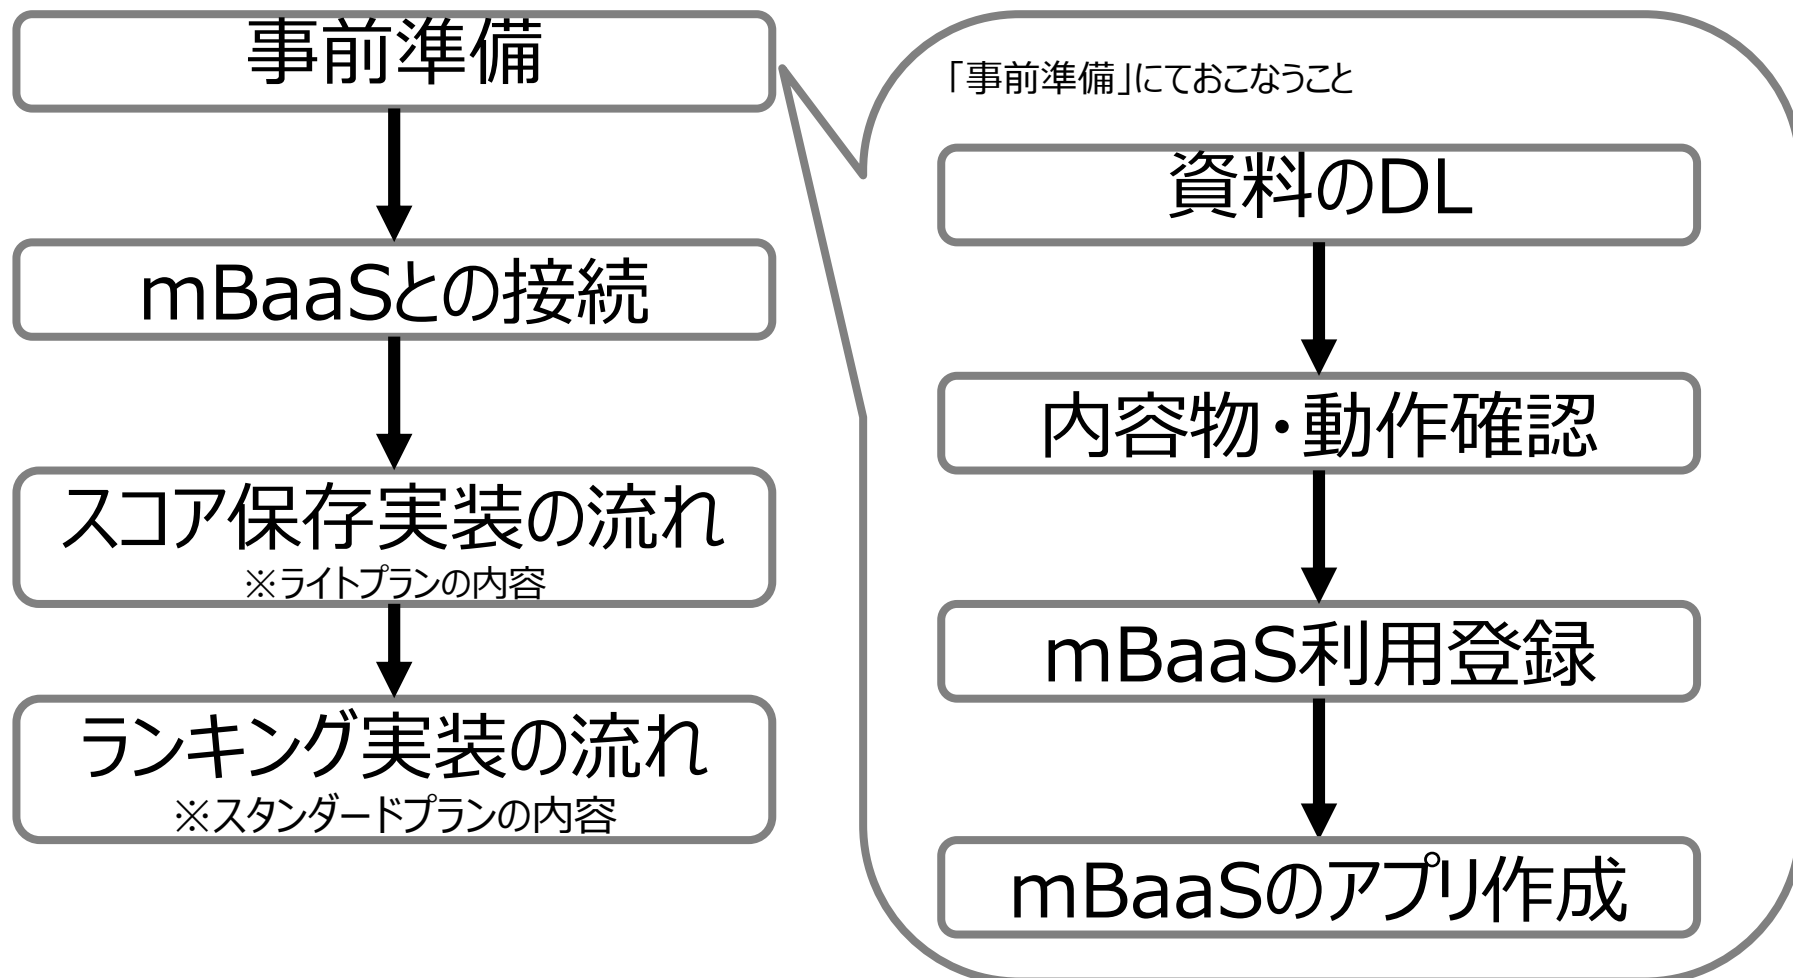 事前準備
mBaaSとの接続
スコア保存実装の流れ
※ライトプランの内容
ランキング実装の流れ
※スタンダードプランの内容
「事前準備」にておこなうこと
資料のDL
内容物・動作確認
mBaaS利用登録
mBaaSのアプリ作成